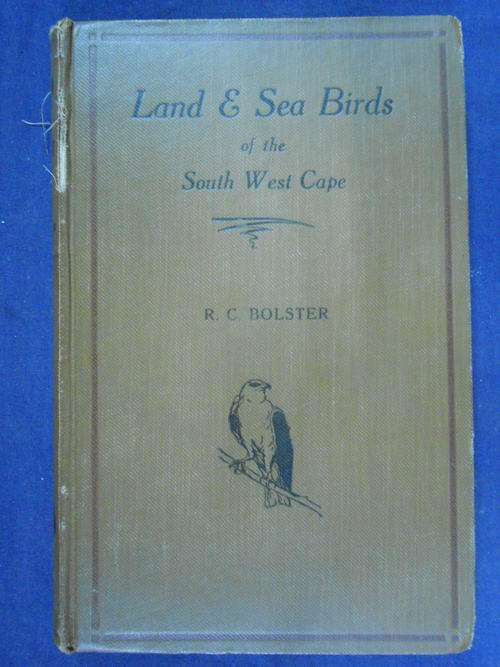 Land & Sea Birds
of the
South West Cape
R. C. BOLSTER